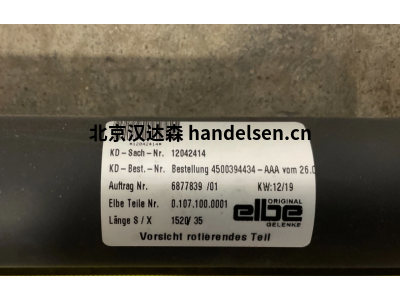 *12042414*
北京汉达森 handelsen.cn
KD-Sach-Nr. 12042414
KD-Best.-Nr. Bestellung 4500394434-AAA vom 26.0
Auftrag Nr. 6877839 /01 KW:12/19
Elbe Teile Nr. 0.107.100.0001
Länge S / X 1520/ 35
ORIGINAL
elbe
GELENKE
Vorsicht rotierendes Teil